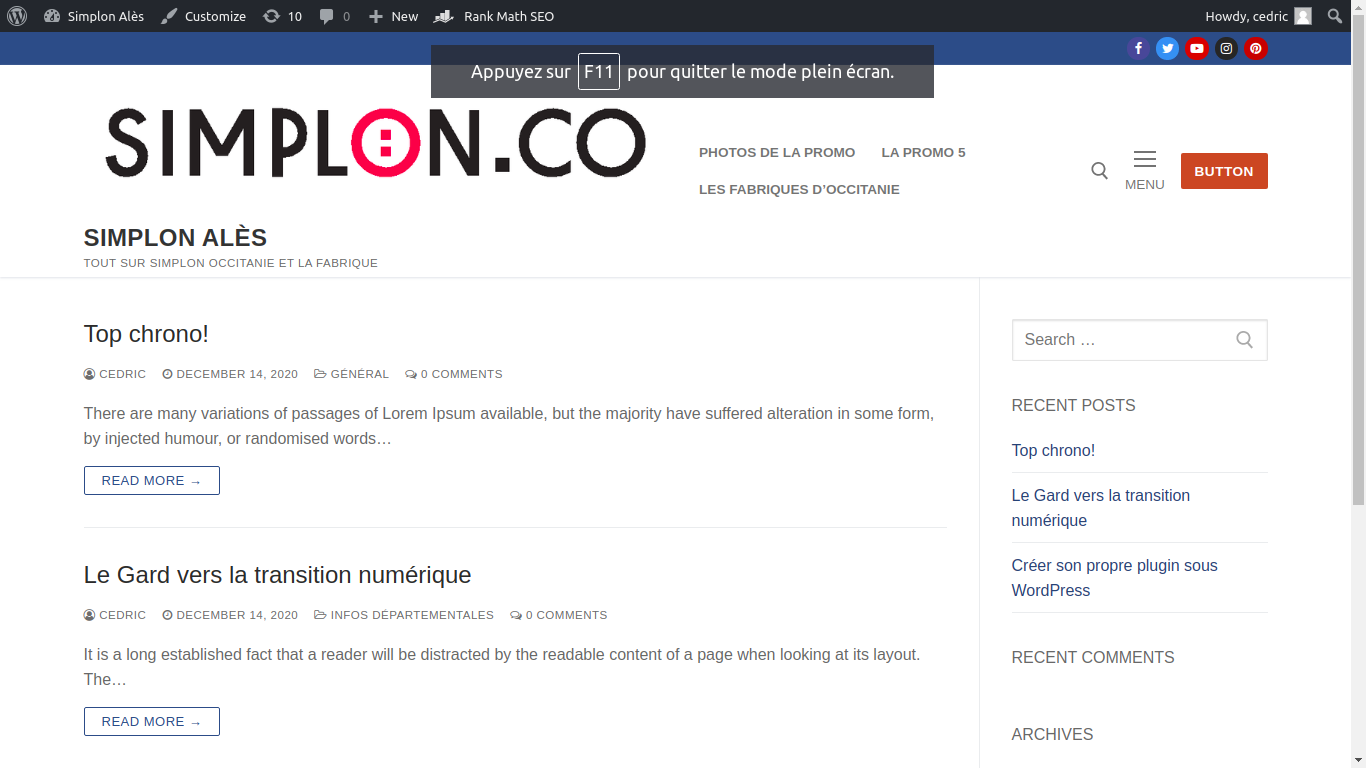 Simplon Alès Customize 10 0 New Rank Math SEO Howdy, cedric
Appuyez sur F11 pour quitter le mode plein écran.
SIMPLON.CO
PHOTOS DE LA PROMO LA PROMO 5
LES FABRIQUES D’OCCITANIE
MENU
BUTTON
SIMPLON ALÈS
TOUT SUR SIMPLON OCCITANIE ET LA FABRIQUE
Top chrono!
CEDRIC DECEMBER 14, 2020 GÉNÉRAL 0 COMMENTS
There are many variations of passages of Lorem Ipsum available, but the majority have suffered alteration in some form,
by injected humour, or randomised words…
READ MORE →
Le Gard vers la transition numérique
CEDRIC DECEMBER 14, 2020 INFOS DÉPARTEMENTALES 0 COMMENTS
It is a long established fact that a reader will be distracted by the readable content of a page when looking at its layout.
The…
READ MORE →
Search …
RECENT POSTS
Top chrono!
Le Gard vers la transition
numérique
Créer son propre plugin sous
WordPress
RECENT COMMENTS
ARCHIVES